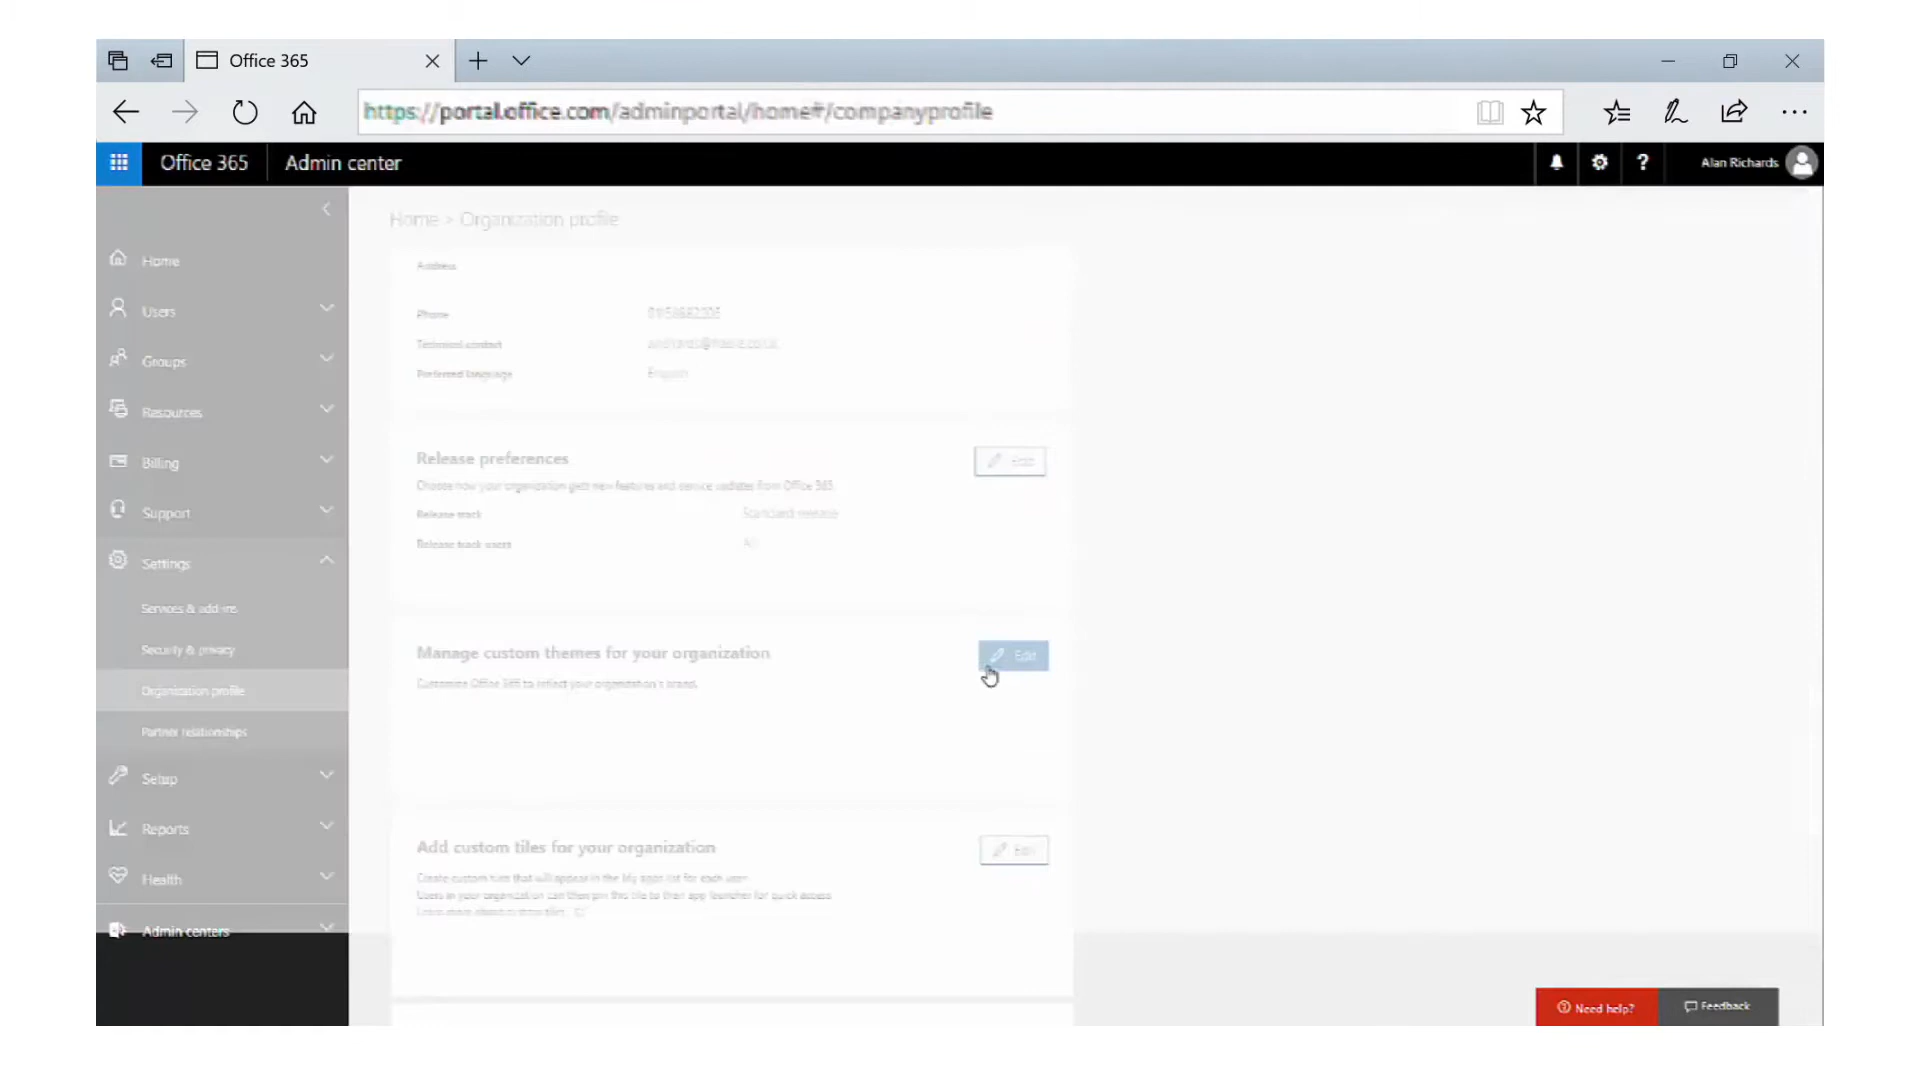 Office 365
https://portal.office.com/adminportal/home#/companyprofile
Office 365 Admin center ? Alan Richards
Home > Organization profile
Home
Users
Groups
Resources
Billing
Support
Settings
Services & add-ins
Security & privacy
Organization profile
Partner relationships
Setup
Reports
Health
Admin centers
Address
Phone
Technical contact
Preferred language English
Release preferences Edit
Choose how your organization gets new features and service updates from Office 365.
Release track Standard release
Release track users All
Manage custom themes for your organization Edit
Customize Office 365 to reflect your organization's brand.
Add custom tiles for your organization Edit
Create custom tiles that will appear in the My apps list for each user.
Users in your organization can then pin this tile to their app launcher for quick access.
Learn more about custom tiles
Need help? Feedback